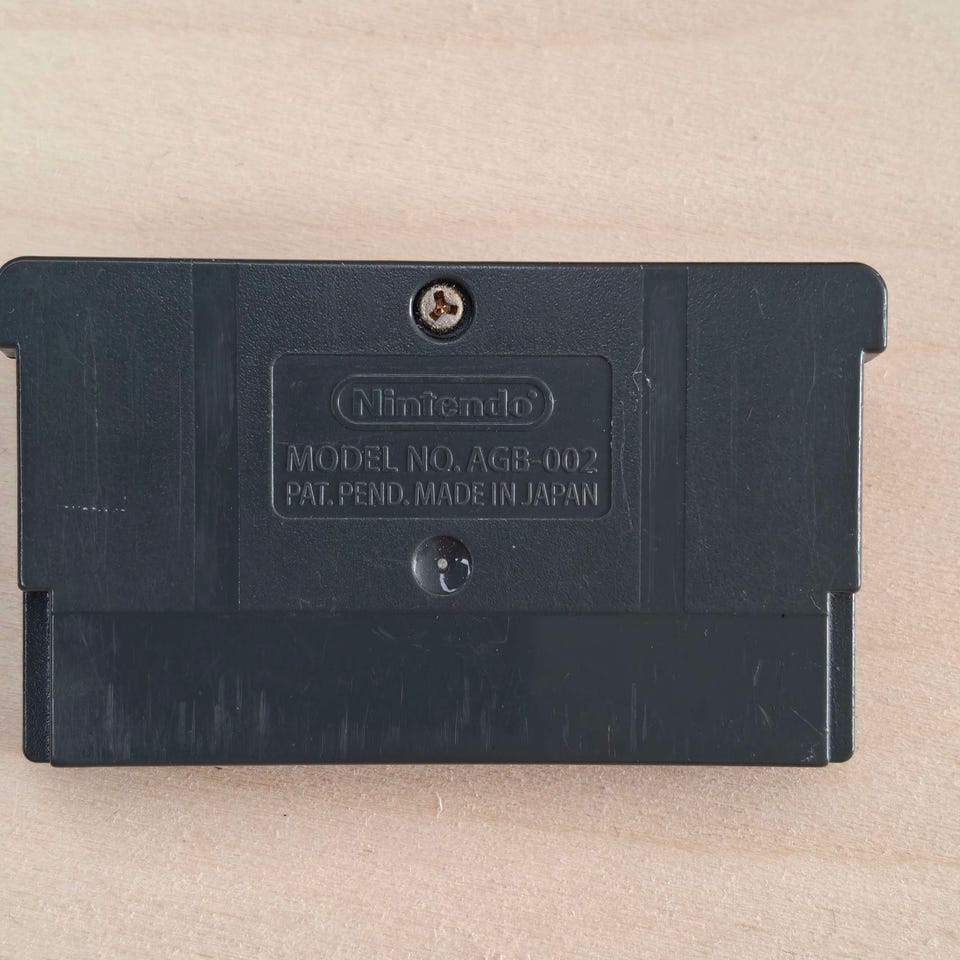 Nintendo®
MODEL NO. AGB-002
PAT. PEND. MADE IN JAPAN